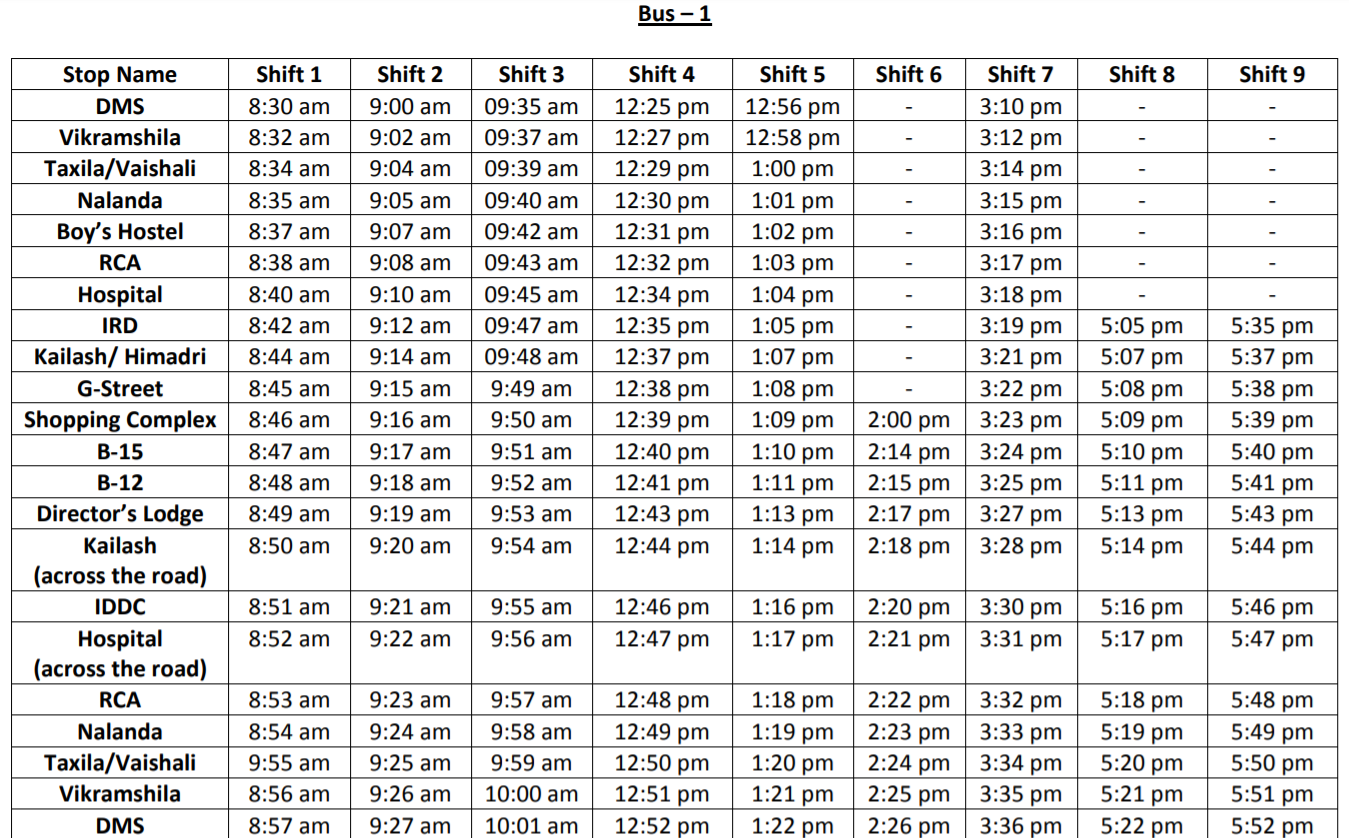 Bus – 1
Stop Name Shift 1 Shift 2 Shift 3 Shift 4 Shift 5 Shift 6 Shift 7 Shift 8 Shift 9
DMS 8:30 am 9:00 am 09:35 am 12:25 pm 12:56 pm - 3:10 pm - -
Vikramshila 8:32 am 9:02 am 09:37 am 12:27 pm 12:58 pm - 3:12 pm - -
Taxila/Vaishali 8:34 am 9:04 am 09:39 am 12:29 pm 1:00 pm - 3:14 pm - -
Nalanda 8:35 am 9:05 am 09:40 am 12:30 pm 1:01 pm - 3:15 pm - -
Boy’s Hostel 8:37 am 9:07 am 09:42 am 12:31 pm 1:02 pm - 3:16 pm - -
RCA 8:38 am 9:08 am 09:43 am 12:32 pm 1:03 pm - 3:17 pm - -
Hospital 8:40 am 9:10 am 09:45 am 12:34 pm 1:04 pm - 3:18 pm - -
IRD 8:42 am 9:12 am 09:47 am 12:35 pm 1:05 pm - 3:19 pm 5:05 pm 5:35 pm
Kailash/ Himadri 8:44 am 9:14 am 09:48 am 12:37 pm 1:07 pm - 3:21 pm 5:07 pm 5:37 pm
G-Street 8:45 am 9:15 am 9:49 am 12:38 pm 1:08 pm - 3:22 pm 5:08 pm 5:38 pm
Shopping Complex 8:46 am 9:16 am 9:50 am 12:39 pm 1:09 pm 2:00 pm 3:23 pm 5:09 pm 5:39 pm
B-15 8:47 am 9:17 am 9:51 am 12:40 pm 1:10 pm 2:14 pm 3:24 pm 5:10 pm 5:40 pm
B-12 8:48 am 9:18 am 9:52 am 12:41 pm 1:11 pm 2:15 pm 3:25 pm 5:11 pm 5:41 pm
Director’s Lodge 8:49 am 9:19 am 9:53 am 12:43 pm 1:13 pm 2:17 pm 3:27 pm 5:13 pm 5:43 pm
Kailash 8:50 am 9:20 am 9:54 am 12:44 pm 1:14 pm 2:18 pm 3:28 pm 5:14 pm 5:44 pm
(across the road)
IDDC 8:51 am 9:21 am 9:55 am 12:46 pm 1:16 pm 2:20 pm 3:30 pm 5:16 pm 5:46 pm
Hospital 8:52 am 9:22 am 9:56 am 12:47 pm 1:17 pm 2:21 pm 3:31 pm 5:17 pm 5:47 pm
(across the road)
RCA 8:53 am 9:23 am 9:57 am 12:48 pm 1:18 pm 2:22 pm 3:32 pm 5:18 pm 5:48 pm
Nalanda 8:54 am 9:24 am 9:58 am 12:49 pm 1:19 pm 2:23 pm 3:33 pm 5:19 pm 5:49 pm
Taxila/Vaishali 9:55 am 9:25 am 9:59 am 12:50 pm 1:20 pm 2:24 pm 3:34 pm 5:20 pm 5:50 pm
Vikramshila 8:56 am 9:26 am 10:00 am 12:51 pm 1:21 pm 2:25 pm 3:35 pm 5:21 pm 5:51 pm
DMS 8:57 am 9:27 am 10:01 am 12:52 pm 1:22 pm 2:26 pm 3:36 pm 5:22 pm 5:52 pm